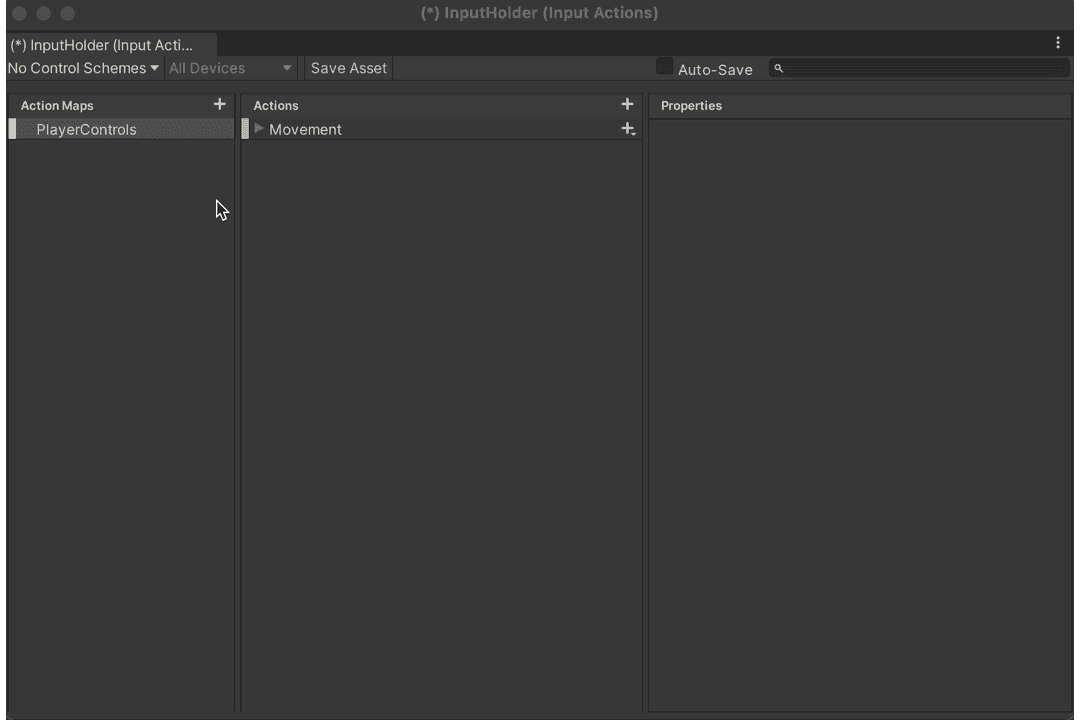 (*) InputHolder (Input Actions)
(*) InputHolder (Input Acti...
No Control Schemes All Devices Save Asset Auto-Save
Action Maps + Actions + Properties
PlayerControls Movement +